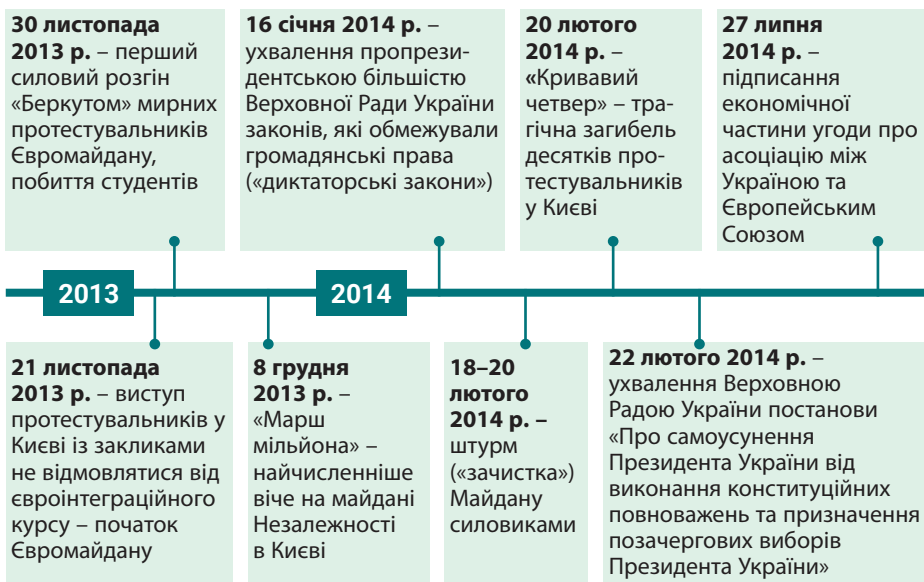 30 листопада
2013 р. – перший
силовий розгін
«Беркутом» мирних
протестувальників
Євромайдану,
побиття студентів
16 січня 2014 р. –
ухвалення пропрези-
дентською більшістю
Верховної Ради України
законів, які обмежували
громадянські права
(«диктаторські закони»)
20 лютого
2014 р. –
«Кривавий
четвер» – тра-
гічна загибель
десятків про-
тестувальників
у Києві
27 липня
2014 р. –
підписання
економічної
частини угоди про
асоціацію між
Україною та
Європейським
Союзом
2013
2014
21 листопада
2013 р. – виступ
протестувальників у
Києві із закликами
не відмовлятися від
євроінтеграційного
курсу – початок
Євромайдану
8 грудня
2013 р. –
«Марш
мільйона» –
найчисленніше
віче на майдані
Незалежності
в Києві
18–20
лютого
2014 р. –
штурм
(«зачистка»)
Майдану
силовиками
22 лютого 2014 р. –
ухвалення Верховною
Радою України постанови
«Про самоусунення
Президента України від
виконання конституційних
повноважень та призначення
позачергових виборів
Президента України»